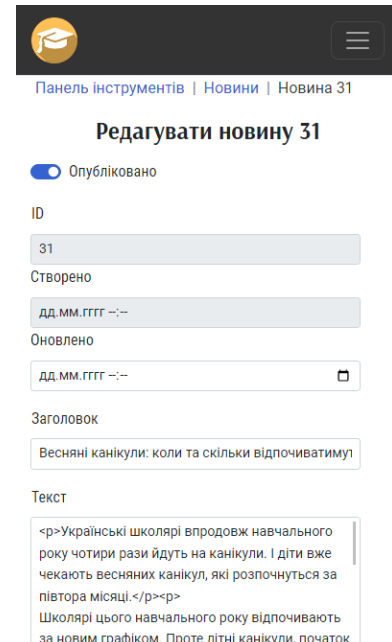 Панель інструментів | Новини | Новина 31
Редагувати новину 31
Опубліковано
ID
31
Створено
дд.мм.гггг --:--
Оновлено
дд.мм.гггг --:--
Заголовок
Весняні канікули: коли та скільки відпочиватимут
Текст
<p>Українські школярі впродовж навчального
року чотири рази йдуть на канікули. І діти вже
чекають весняних канікул, які розпочнуться за
півтора місяці.</p><p>
Школярі цього навчального року відпочивають
за новим графіком. Проте літні канікули, початок